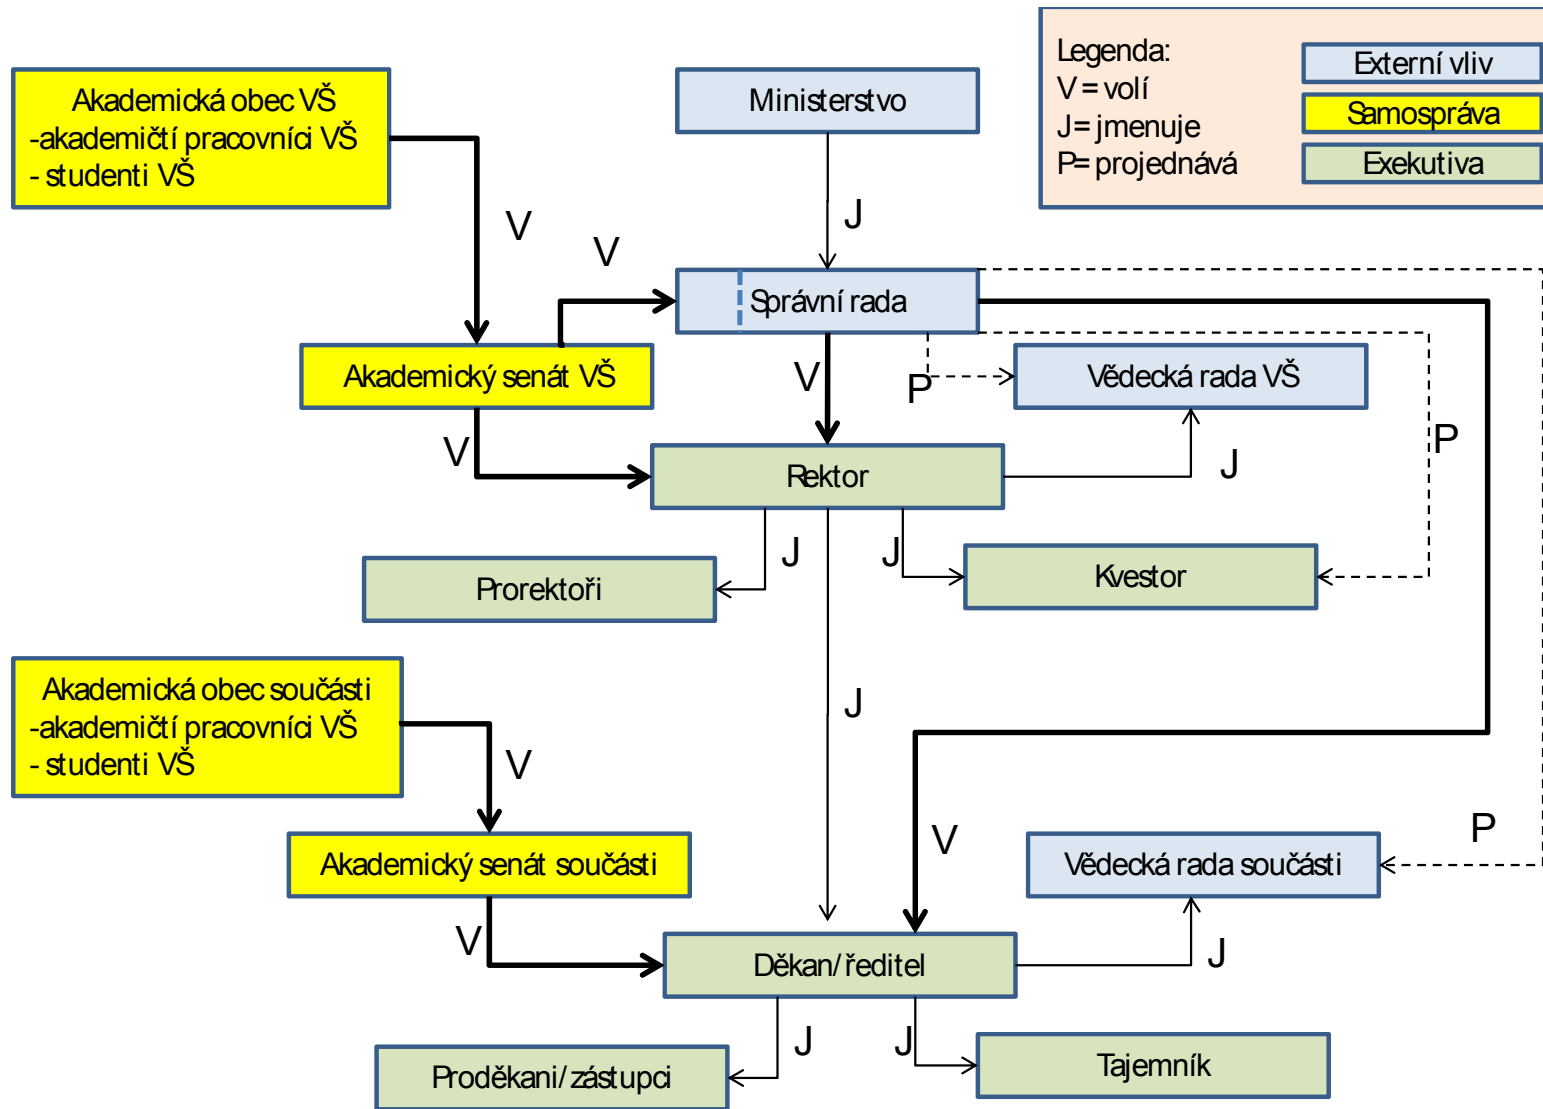 Legenda:
V = volí
J = jmenuje
P= projednává
Externí vliv
Samospráva
Exekutiva
Akademická obec VŠ
-akademičtí pracovníci VŠ
- studenti VŠ
Ministerstvo
J
V
V
Správní rada
Akademický senát VŠ
V
P
Vědecká rada VŠ
P
V
J
Rektor
J
J
Prorektoři
Kvestor
Akademická obec součásti
-akademičtí pracovníci VŠ
- studenti VŠ
J
V
V
P
Akademický senát součásti
Vědecká rada součásti
V
J
Děkan/ ředitel
J
J
Proděkani/ zástupci
Tajemník